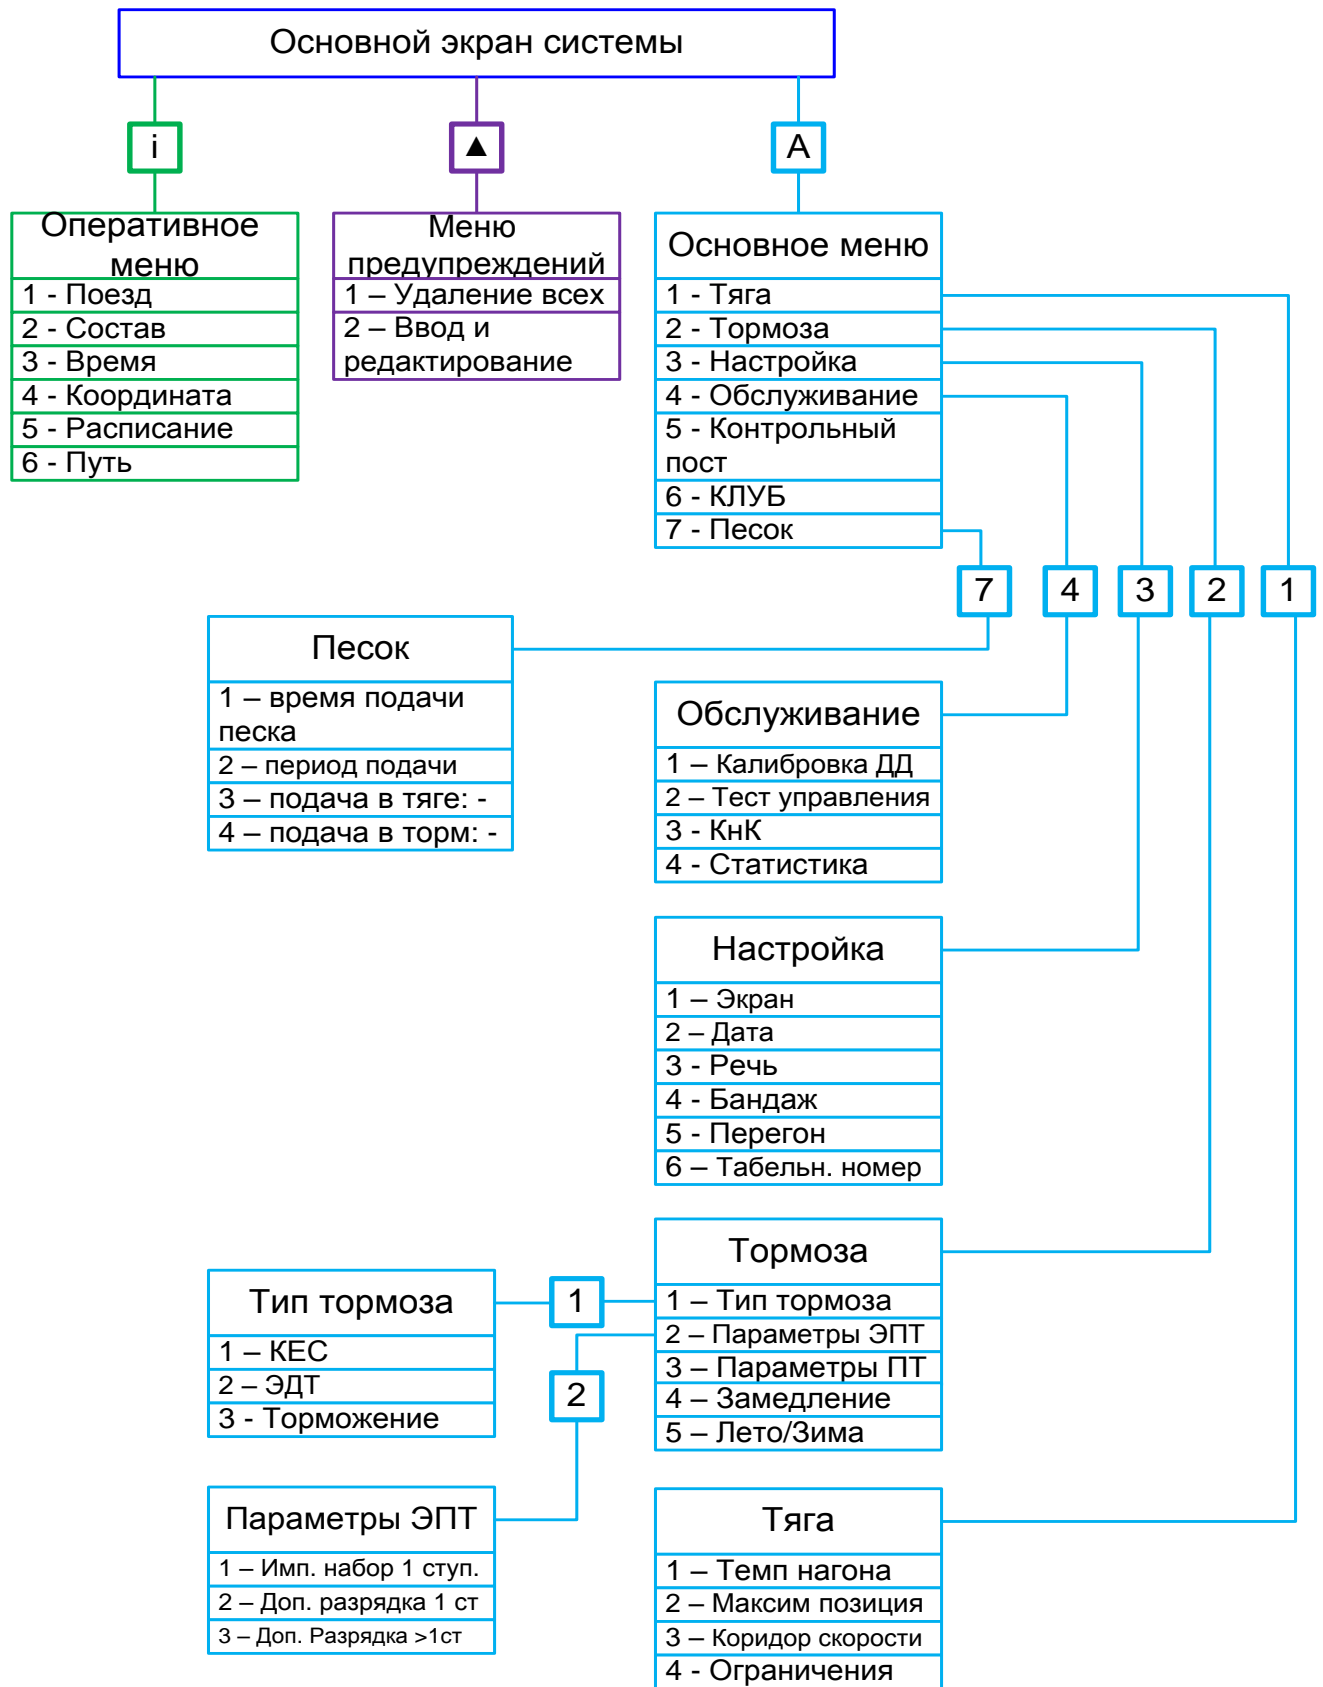 Основной экран системы
i
▲
A
Оперативное
меню
1 - Поезд
2 - Состав
3 - Время
4 - Координата
5 - Расписание
6 - Путь
Меню
предупреждений
1 – Удаление всех
2 – Ввод и
редактирование
Основное меню
1 - Тяга
2 - Тормоза
3 - Настройка
4 - Обслуживание
5 - Контрольный
пост
6 - КЛУБ
7 - Песок
7
4
3
2
1
Песок
1 – время подачи
песка
2 – период подачи
3 – подача в тяге: -
4 – подача в торм: -
Обслуживание
1 – Калибровка ДД
2 – Тест управления
3 - КнК
4 - Статистика
Настройка
1 – Экран
2 – Дата
3 - Речь
4 - Бандаж
5 - Перегон
6 – Табельн. номер
Тормоза
1 – Тип тормоза
2 – Параметры ЭПТ
3 – Параметры ПТ
4 – Замедление
5 – Лето/Зима
1
2
Тип тормоза
1 – КЕС
2 – ЭДТ
3 - Торможение
Параметры ЭПТ
1 – Имп. набор 1 ступ.
2 – Доп. разрядка 1 ст
3 – Доп. Разрядка >1ст
Тяга
1 – Темп нагона
2 – Максим позиция
3 – Коридор скорости
4 - Ограничения